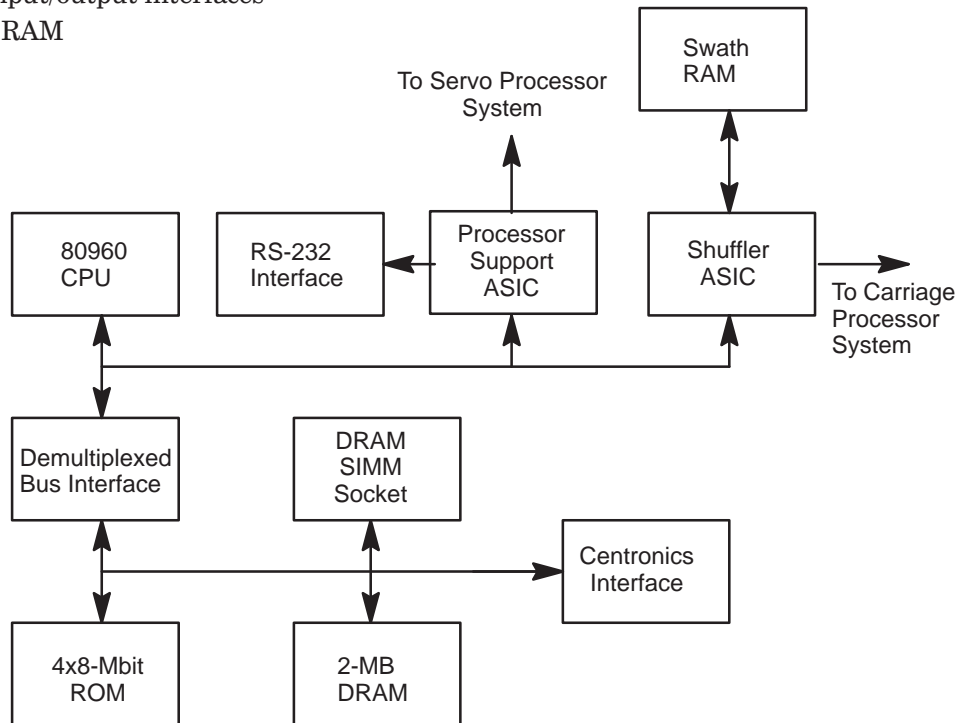 input/output interfaces
RAM
Swath
RAM
To Servo Processor
System
80960
CPU
RS-232
Interface
Processor
Support
ASIC
Shuffler
ASIC
To Carriage
Processor
System
Demultiplexed
Bus Interface
DRAM
SIMM
Socket
Centronics
Interface
4x8-Mbit
ROM
2-MB
DRAM